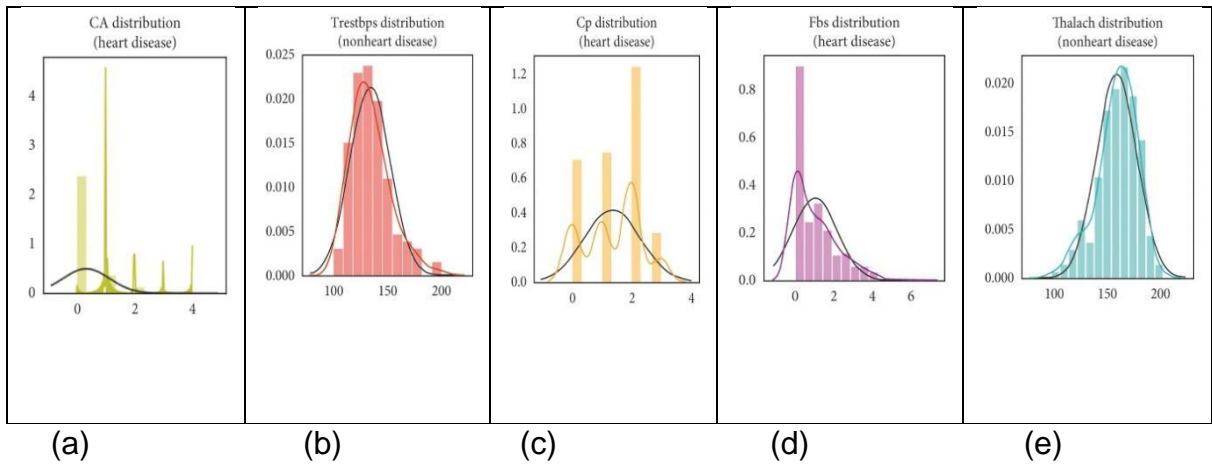 CA distribution
(heart disease)
4
3
2
1
0
0 2 4
Trestbps distribution
(nonheart disease)
0.025
0.020
0.015
0.010
0.005
0.000
100 150 200
Cp distribution
(heart disease)
1.2
1.0
0.8
0.6
0.4
0.2
0.0
0 2 4
Fbs distribution
(heart disease)
0.8
0.6
0.4
0.2
0.0
0 2 4 6
Thalach distribution
(nonheart disease)
0.020
0.015
0.010
0.005
0.000
100 150 200
(a) (b) (c) (d) (e)